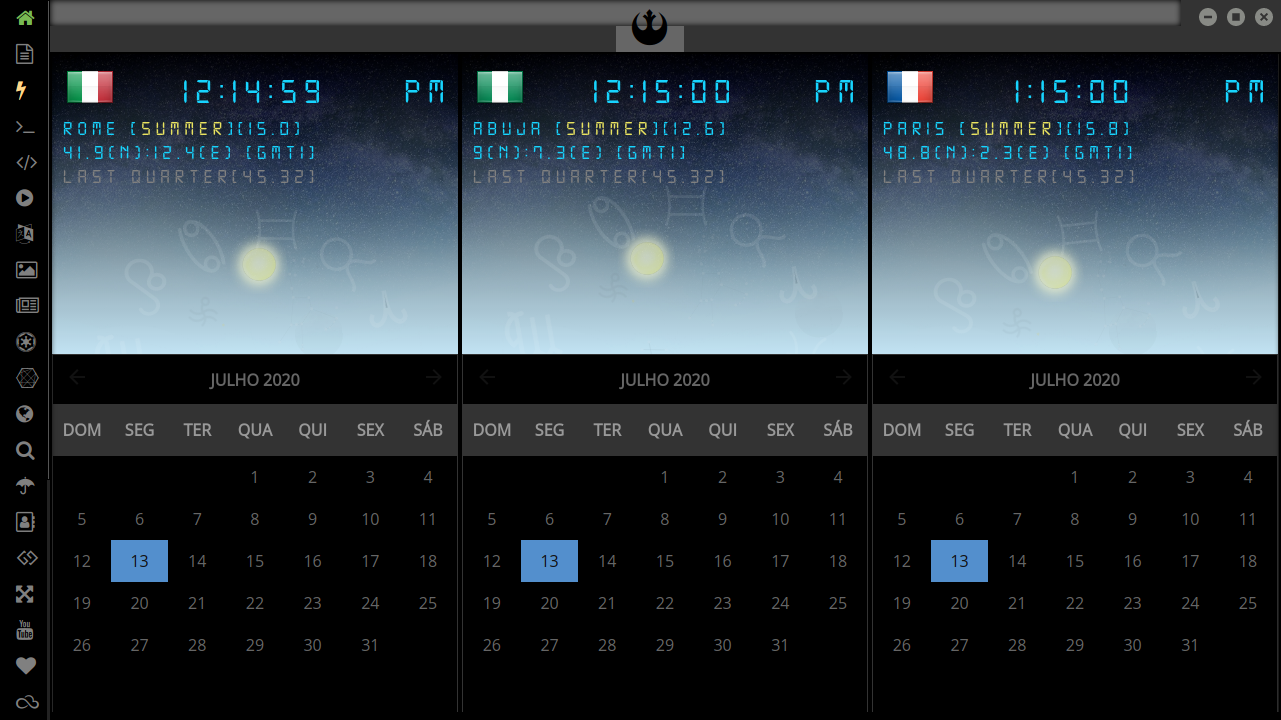 12:14:59 PM
ROME [SUMMER][15.0]
41.9(N):12.4(E) [GMT1]
LAST QUARTER[45.32]
JULHO 2020
DOM SEG TER QUA QUI SEX SÁB
1 2 3 4
5 6 7 8 9 10 11
12 13 14 15 16 17 18
19 20 21 22 23 24 25
26 27 28 29 30 31
12:15:00 PM
ABUJA [SUMMER][12.6]
9(N):7.3(E) [GMT1]
LAST QUARTER[45.32]
JULHO 2020
DOM SEG TER QUA QUI SEX SÁB
1 2 3 4
5 6 7 8 9 10 11
12 13 14 15 16 17 18
19 20 21 22 23 24 25
26 27 28 29 30 31
1:15:00 PM
PARIS [SUMMER][15.8]
48.8(N):2.3(E) [GMT1]
LAST QUARTER[45.32]
JULHO 2020
DOM SEG TER QUA QUI SEX SÁB
1 2 3 4
5 6 7 8 9 10 11
12 13 14 15 16 17 18
19 20 21 22 23 24 25
26 27 28 29 30 31
You
Tube